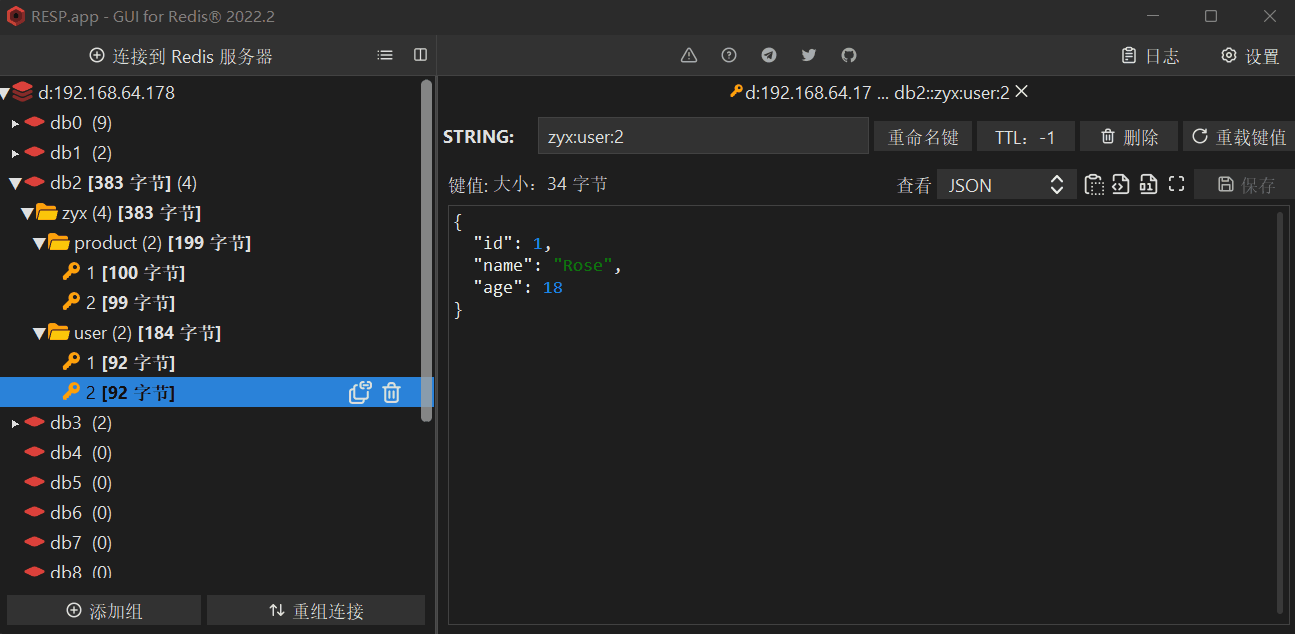 RESP.app - GUI for Redis® 2022.2
连接到 Redis 服务器
日志
设置
d:192.168.64.178
db0 (9)
db1 (2)
db2 [383 字节] (4)
zyx (4) [383 字节]
product (2) [199 字节]
1 [100 字节]
2 [99 字节]
user (2) [184 字节]
1 [92 字节]
2 [92 字节]
db3 (2)
db4 (0)
db5 (0)
db6 (0)
db7 (0)
db8 (0)
添加组
重组连接
d:192.168.64.17 ... db2::zyx:user:2
STRING:
zyx:user:2
重命名键
TTL：-1
删除
重载键值
键值: 大小：34 字节
查看
JSON
保存
{
"id": 1,
"name": "Rose",
"age": 18
}